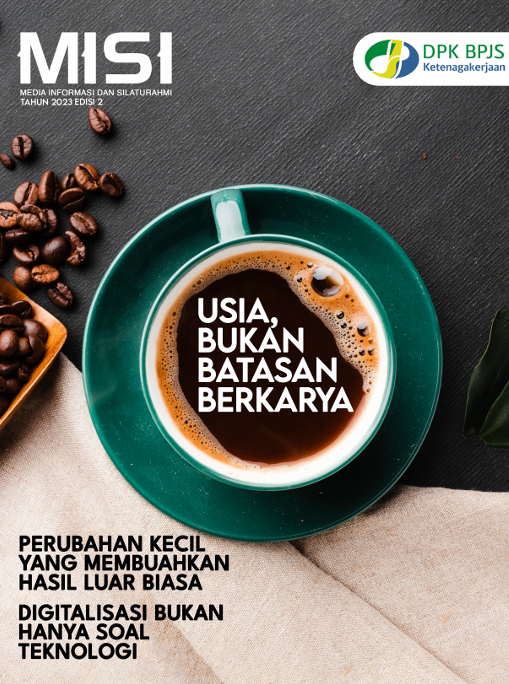 MISI
MEDIA INFORMASI DAN SILATURAHMI
TAHUN 2023 EDISI 2
DPK BPJS
Ketenagakerjaan
USIA,
BUKAN
BATASAN
BERKARYA
PERUBAHAN KECIL
YANG MEMBUAHKAN
HASIL LUAR BIASA
DIGITALISASI BUKAN
HANYA SOAL
TEKNOLOGI